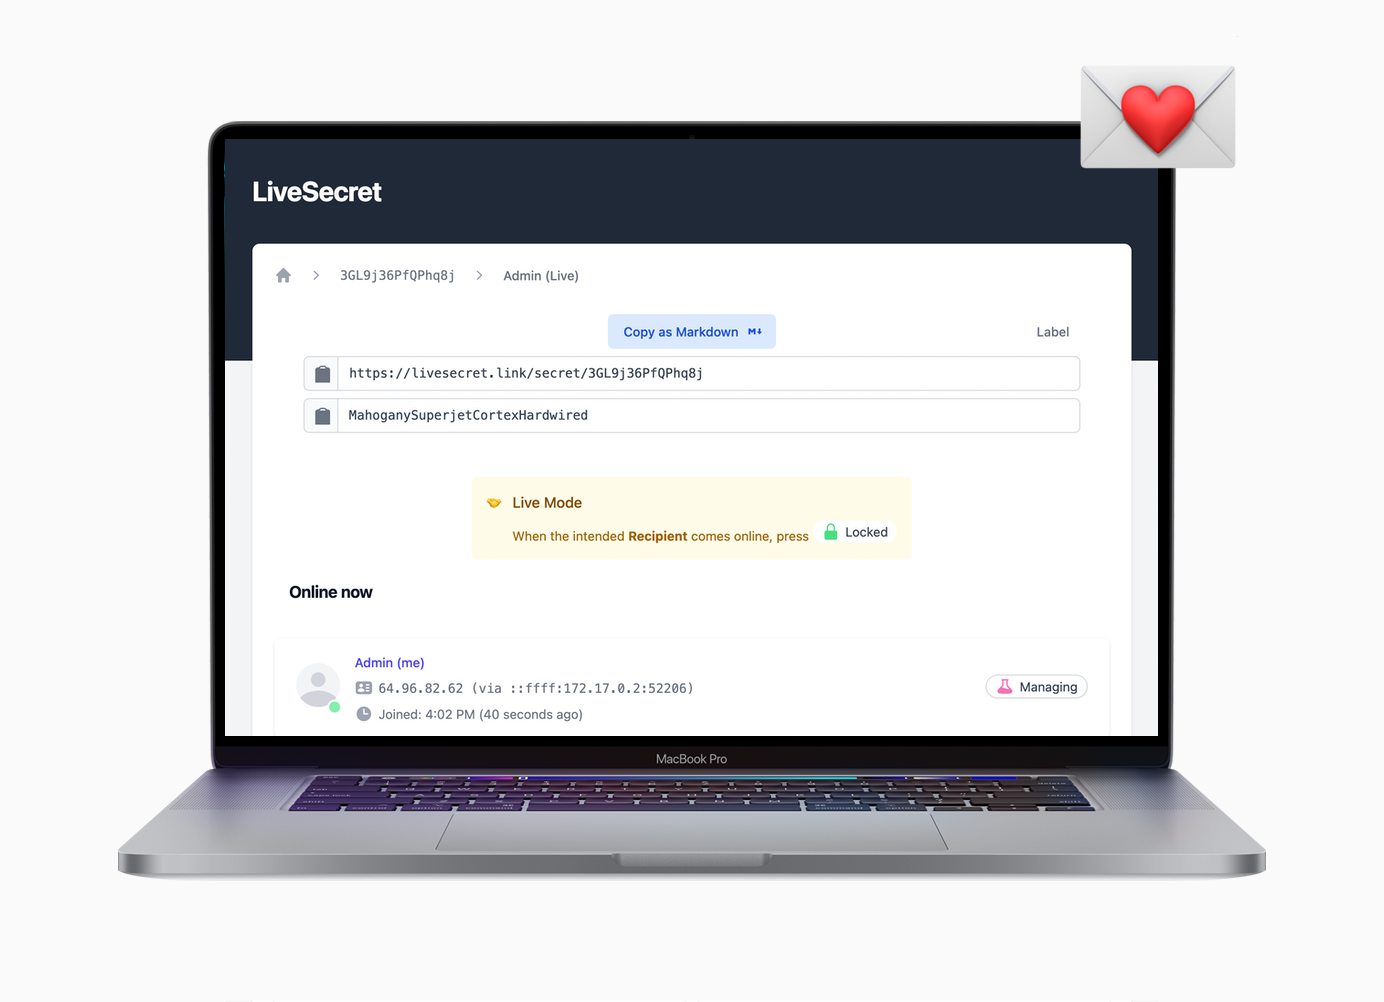 LiveSecret
3GL9j36PfQPhq8j
Admin (Live)
Copy as Markdown M↓
Label
https://livesecret.link/secret/3GL9j36PfQPhq8j
MahoganySuperjetCortexHardwired
Live Mode
When the intended Recipient comes online, press Locked
Online now
Admin (me)
64.96.82.62 (via ::ffff:172.17.0.2:52206)
Managing
Joined: 4:02 PM (40 seconds ago)
MacBook Pro